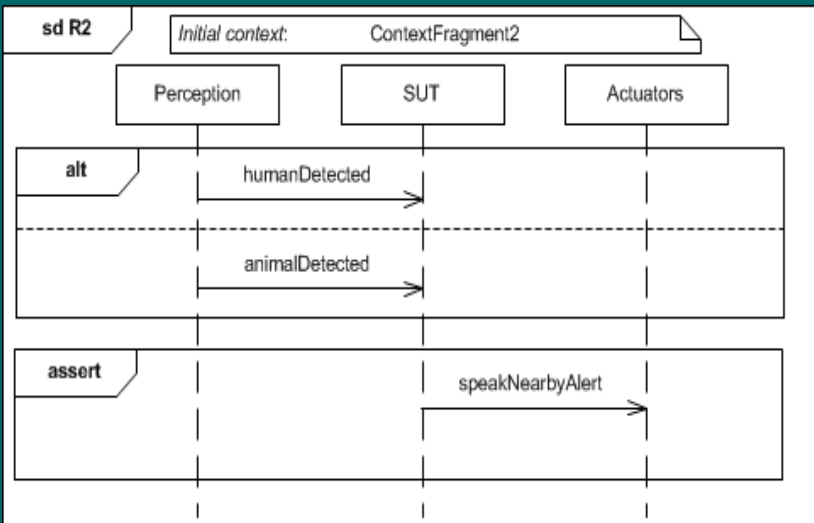 sd R2
Initial context: ContextFragment2
Perception SUT Actuators
alt
humanDetected
animalDetected
assert
speakNearbyAlert